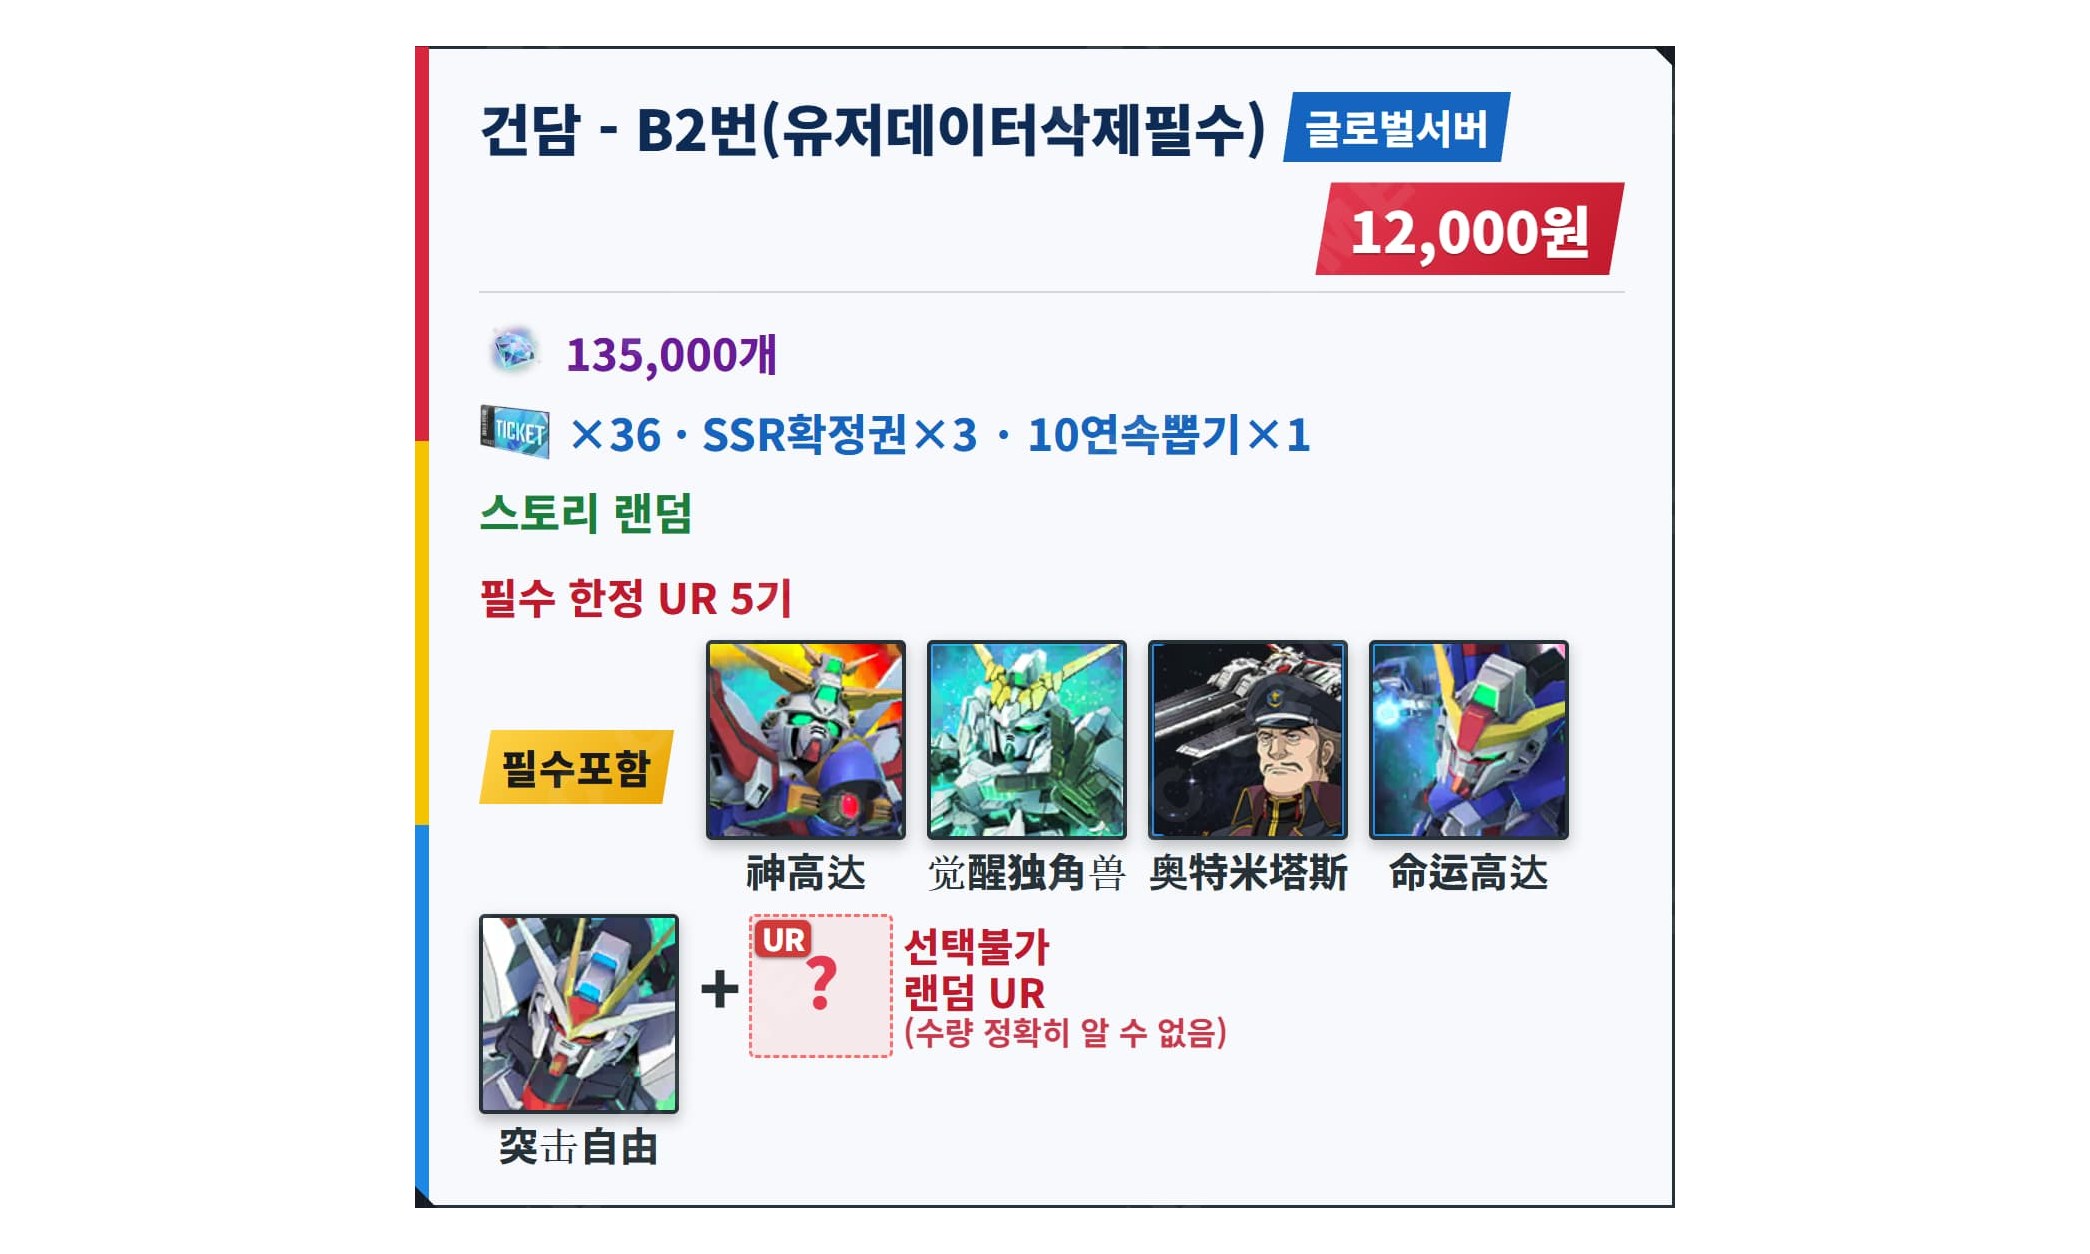 건담 - B2번(유저데이터삭제필수) 글로벌서버
12,000원
135,000개
TICKET ×36 · SSR확정권×3 · 10연속뽑기×1
스토리 랜덤
필수 한정 UR 5기
필수포함
神高达 觉醒独角兽 奥特米塔斯 命运高达
UR
?
+
선택불가
랜덤 UR
(수량 정확히 알 수 없음)
突击自由